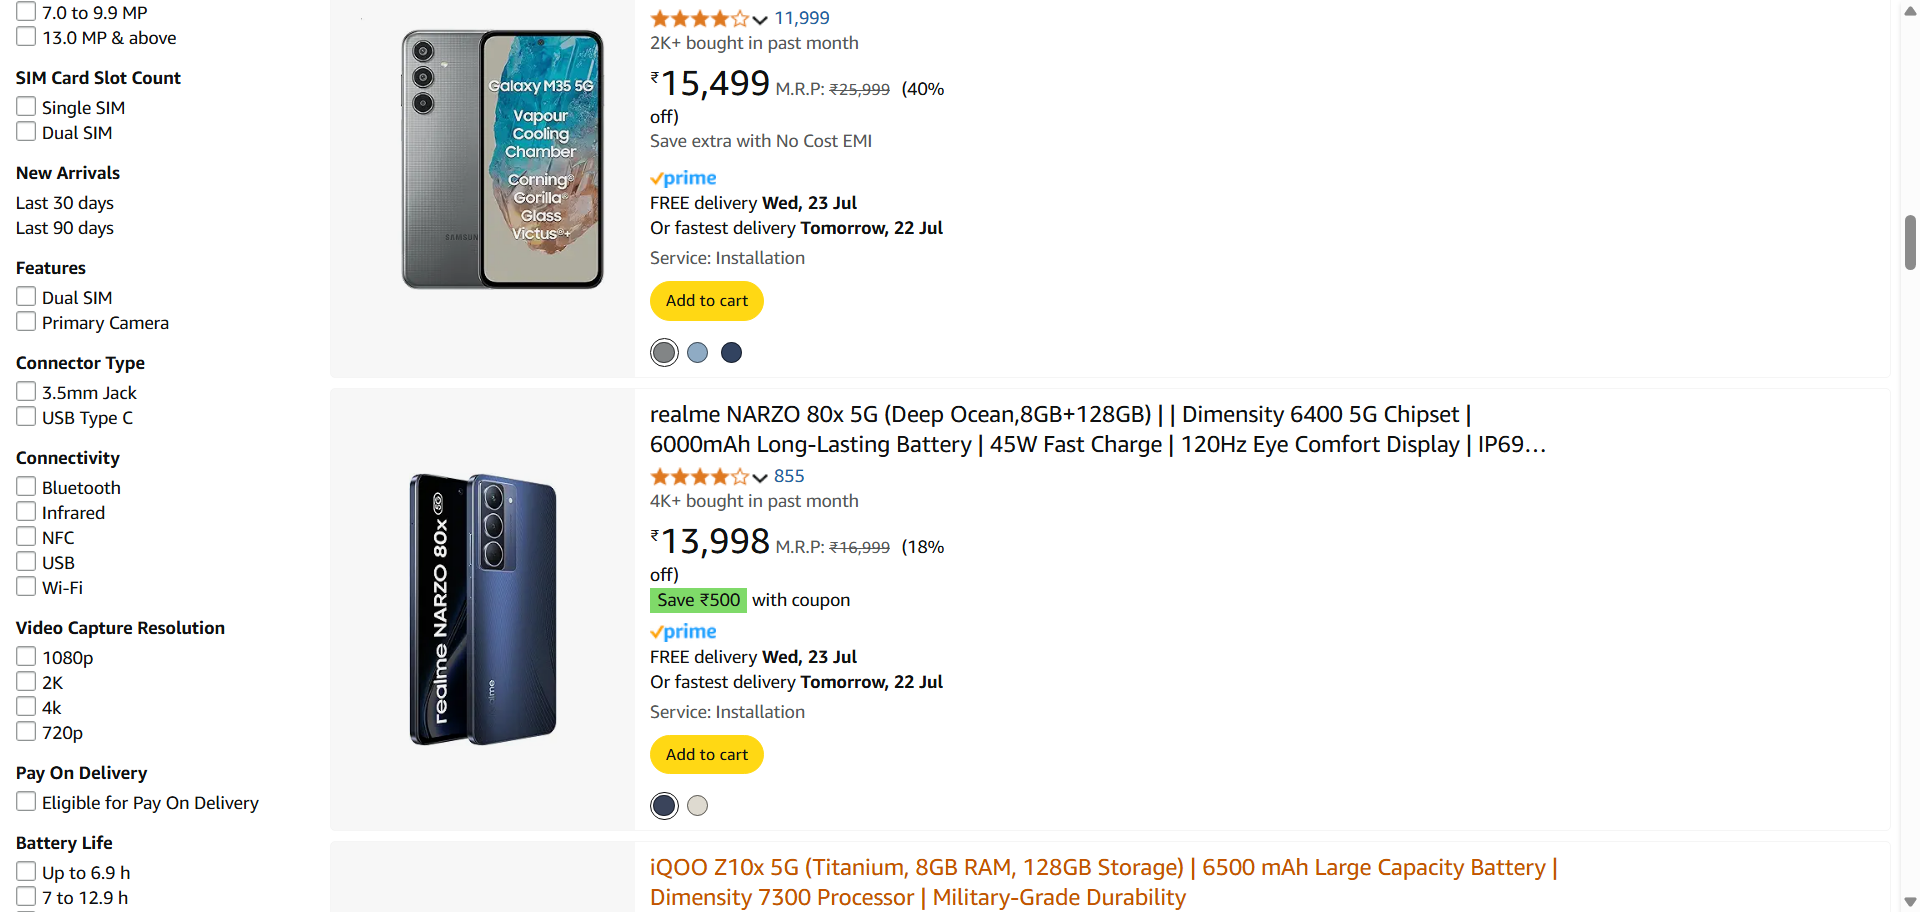 7.0 to 9.9 MP
13.0 MP & above
SIM Card Slot Count
Single SIM
Dual SIM
New Arrivals
Last 30 days
Last 90 days
Features
Dual SIM
Primary Camera
Connector Type
3.5mm Jack
USB Type C
Connectivity
Bluetooth
Infrared
NFC
USB
Wi-Fi
Video Capture Resolution
1080p
2K
4k
720p
Pay On Delivery
Eligible for Pay On Delivery
Battery Life
Up to 6.9 h
7 to 12.9 h
SAMSUNG
Galaxy M35 5G
Vapour
Cooling
Chamber
Corning®
Gorilla®
Glass
Victus®+
11,999
2K+ bought in past month
₹15,499 M.R.P: ₹25,999 (40%
off)
Save extra with No Cost EMI
prime
FREE delivery Wed, 23 Jul
Or fastest delivery Tomorrow, 22 Jul
Service: Installation
Add to cart
realme NARZO 80x 5G
realme
realme NARZO 80x 5G (Deep Ocean,8GB+128GB) | | Dimensity 6400 5G Chipset |
6000mAh Long-Lasting Battery | 45W Fast Charge | 120Hz Eye Comfort Display | IP69...
855
4K+ bought in past month
₹13,998 M.R.P: ₹16,999 (18%
off)
Save ₹500 with coupon
prime
FREE delivery Wed, 23 Jul
Or fastest delivery Tomorrow, 22 Jul
Service: Installation
Add to cart
iQOO Z10x 5G (Titanium, 8GB RAM, 128GB Storage) | 6500 mAh Large Capacity Battery |
Dimensity 7300 Processor | Military-Grade Durability